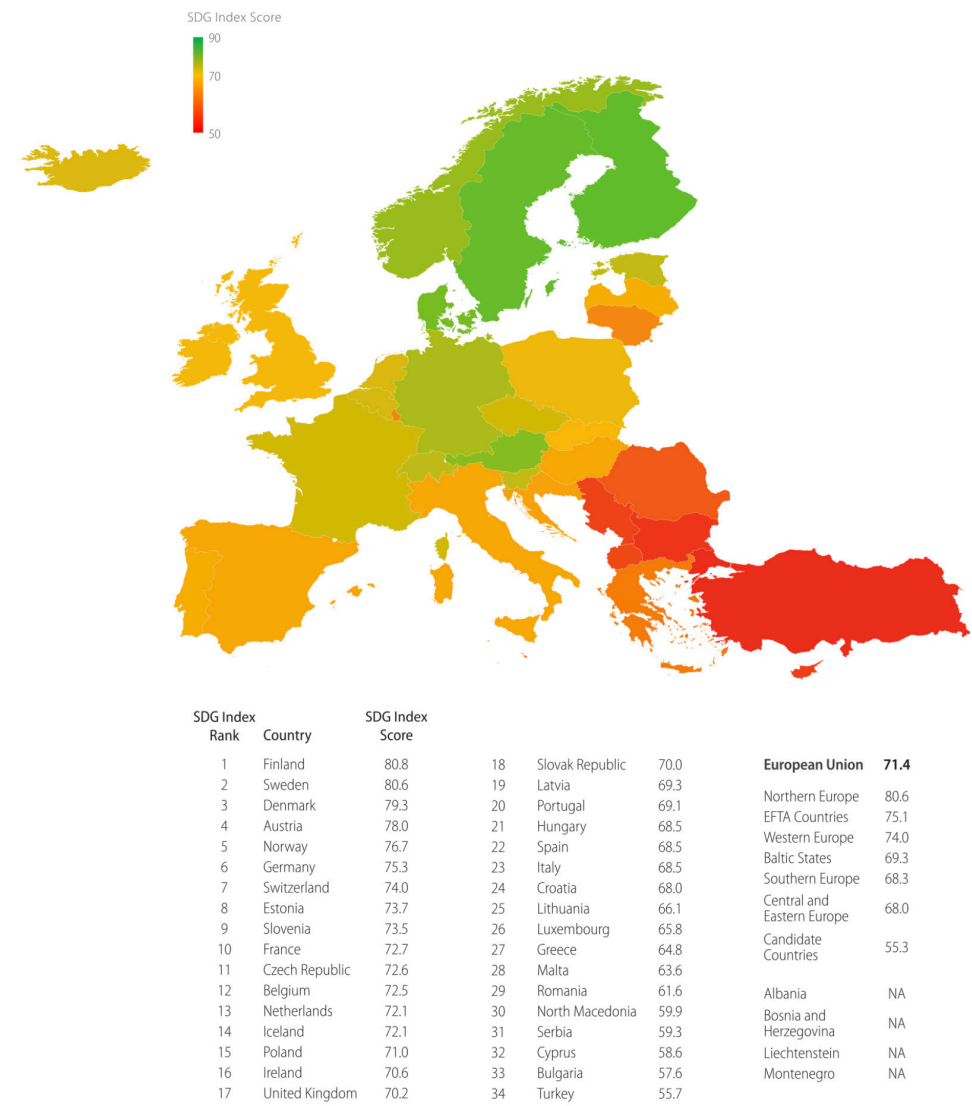 SDG Index Score
90
70
50
SDG Index Rank Country SDG Index Score
1 Finland 80.8
2 Sweden 80.6
3 Denmark 79.3
4 Austria 78.0
5 Norway 76.7
6 Germany 75.3
7 Switzerland 74.0
8 Estonia 73.7
9 Slovenia 73.5
10 France 72.7
11 Czech Republic 72.6
12 Belgium 72.5
13 Netherlands 72.1
14 Iceland 72.1
15 Poland 71.0
16 Ireland 70.6
17 United Kingdom 70.2
18 Slovak Republic 70.0
19 Latvia 69.3
20 Portugal 69.1
21 Hungary 68.5
22 Spain 68.5
23 Italy 68.5
24 Croatia 68.0
25 Lithuania 66.1
26 Luxembourg 65.8
27 Greece 64.8
28 Malta 63.6
29 Romania 61.6
30 North Macedonia 59.9
31 Serbia 59.3
32 Cyprus 58.6
33 Bulgaria 57.6
34 Turkey 55.7
European Union 71.4
Northern Europe 80.6
EFTA Countries 75.1
Western Europe 74.0
Baltic States 69.3
Southern Europe 68.3
Central and
Eastern Europe 68.0
Candidate
Countries 55.3
Albania NA
Bosnia and
Herzegovina NA
Liechtenstein NA
Montenegro NA